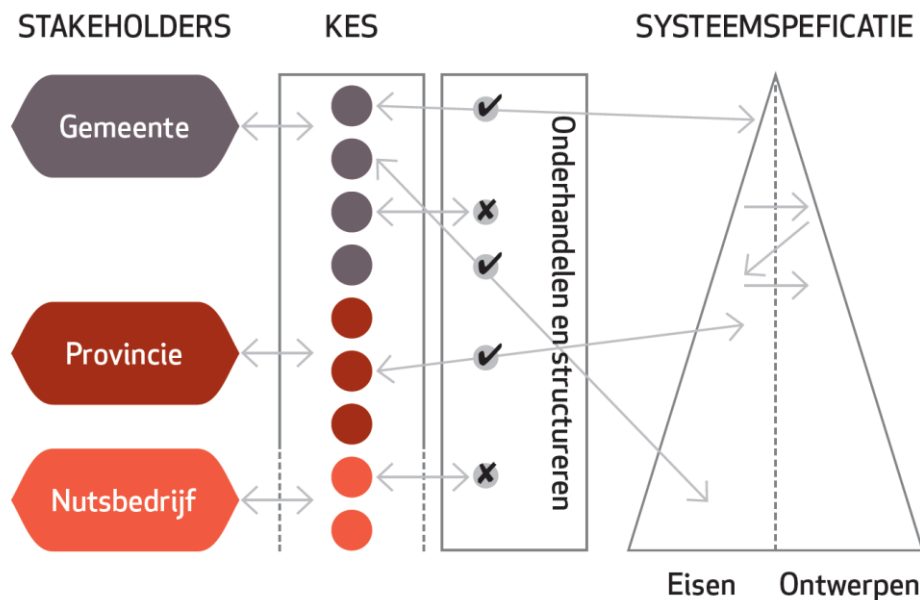 STAKEHOLDERS
KES
SYSTEEMSPEFICATIE
Gemeente
Provincie
Nutsbedrijf
Onderhandelen en structureren
Eisen
Ontwerpen